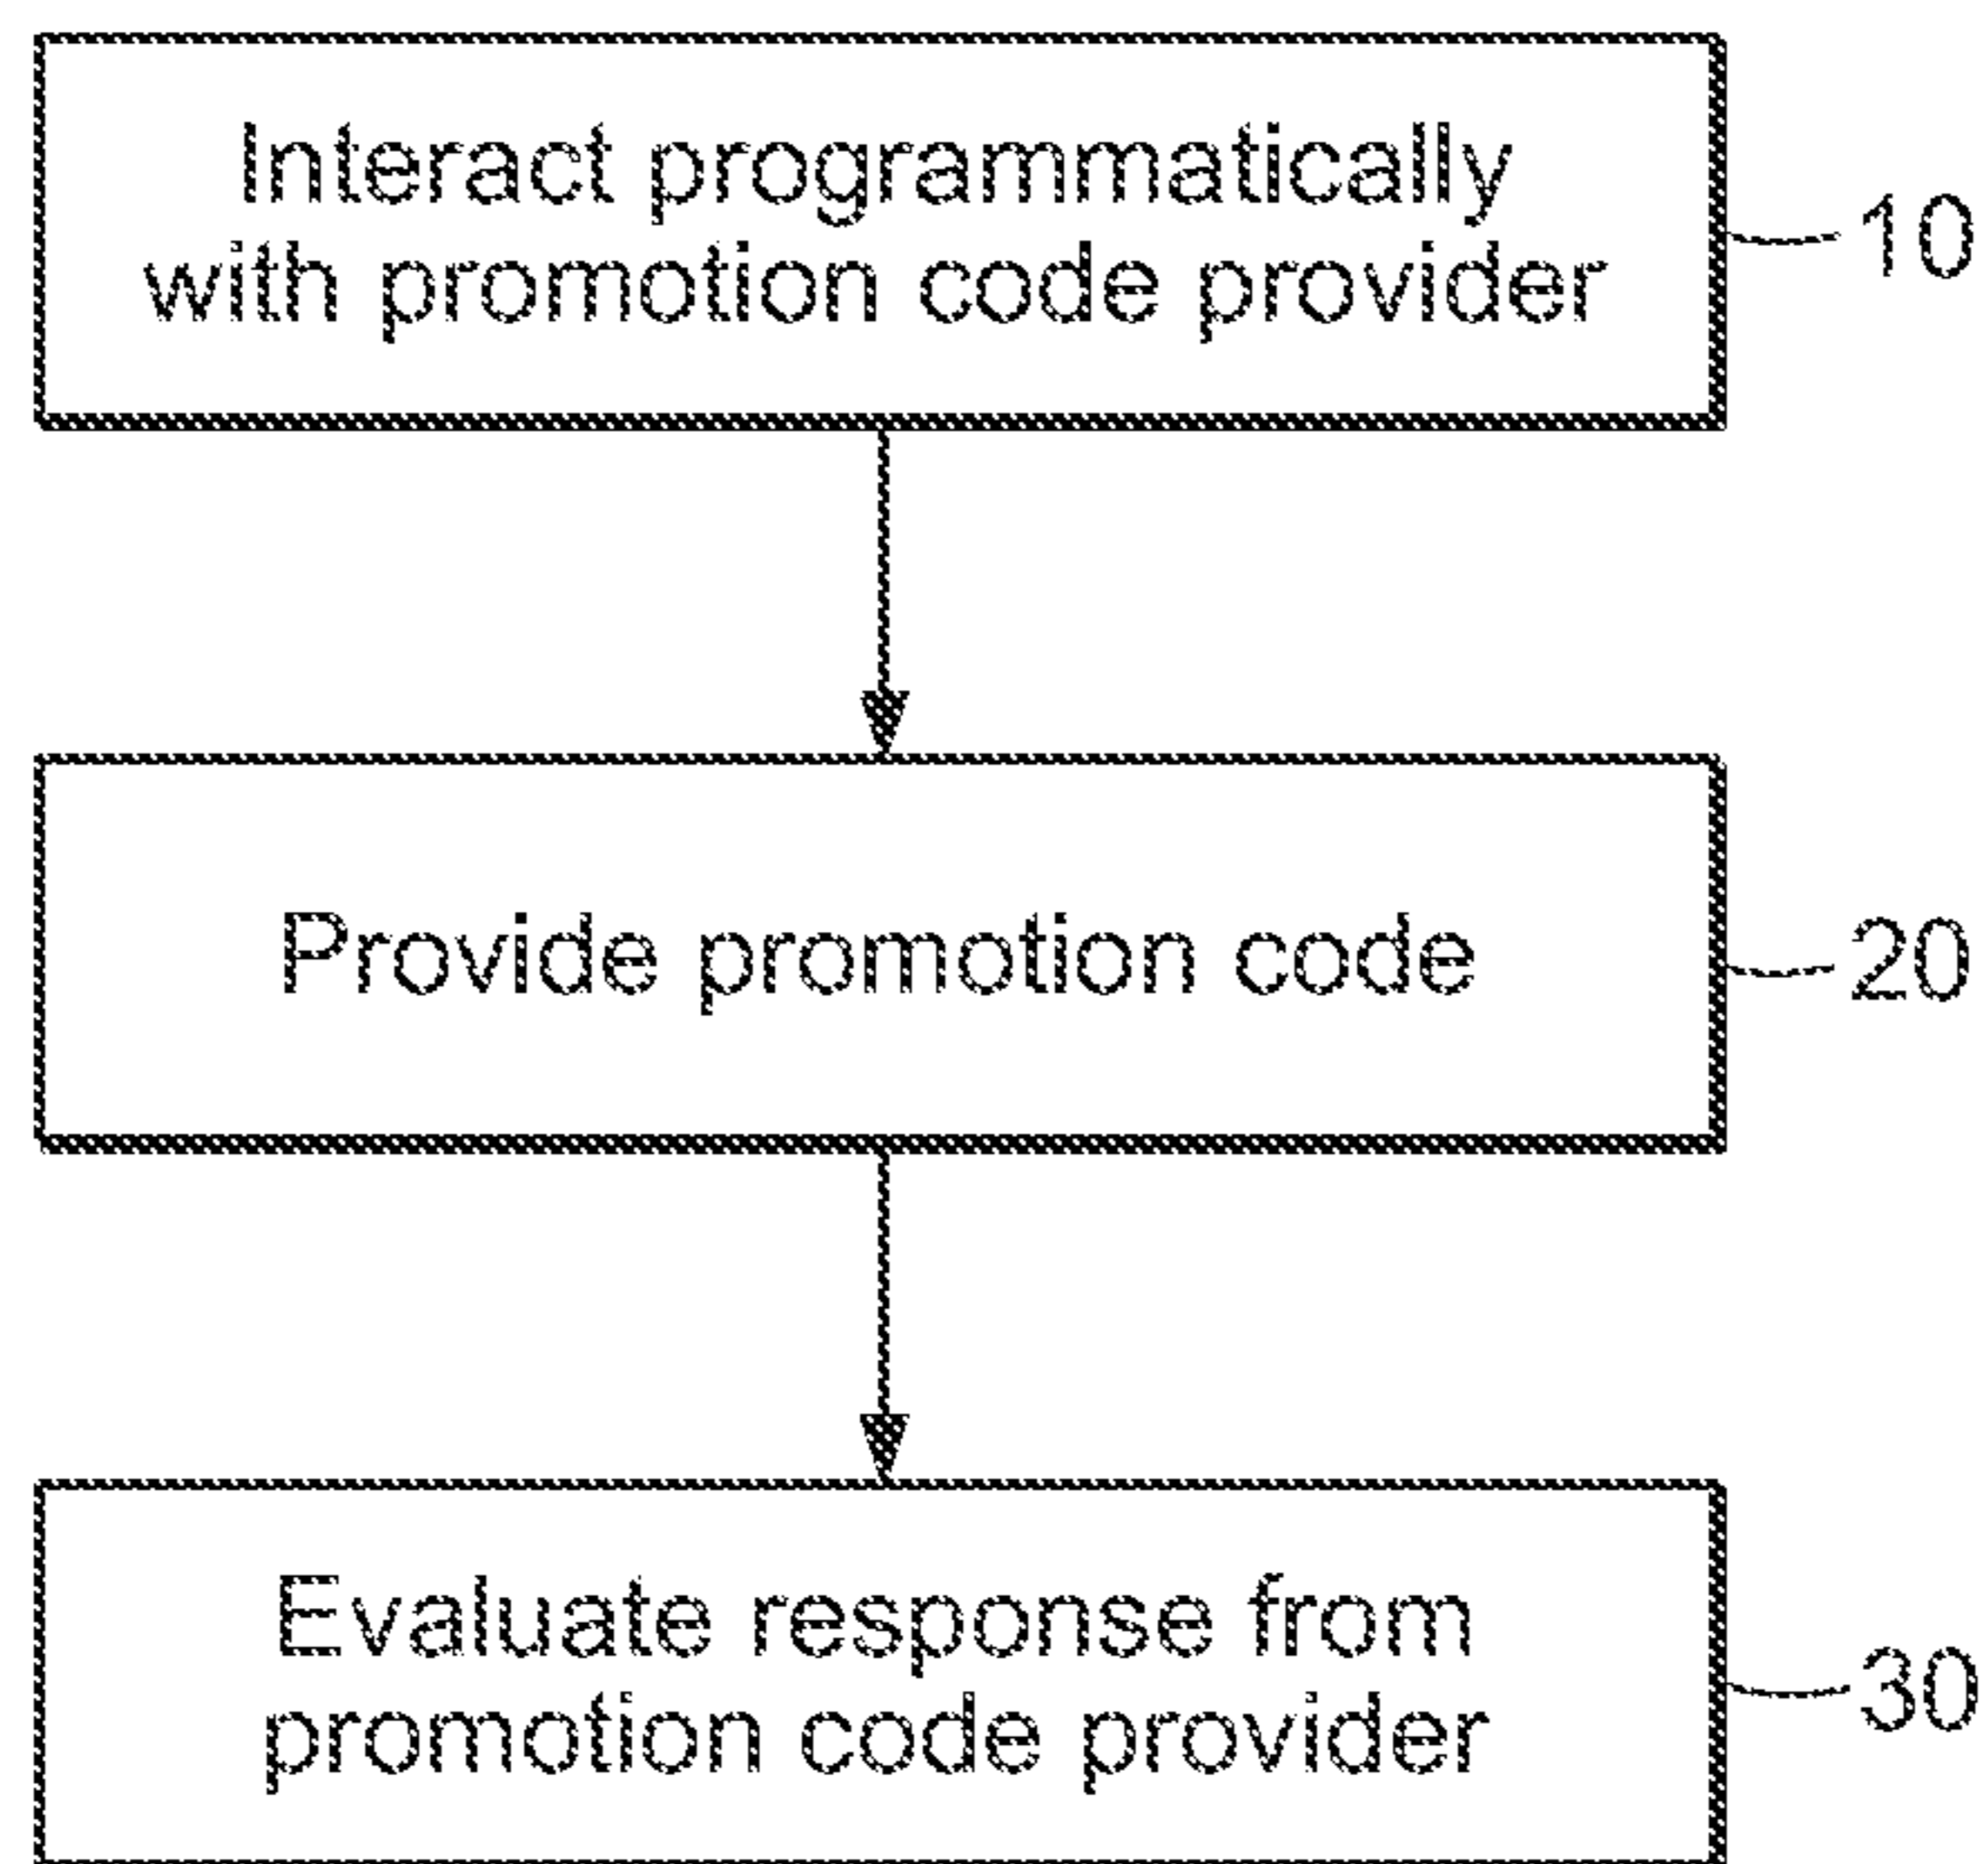 Interact programmatically
with promotion code provider
10
Provide promotion code
20
Evaluate response from
promotion code provider
30